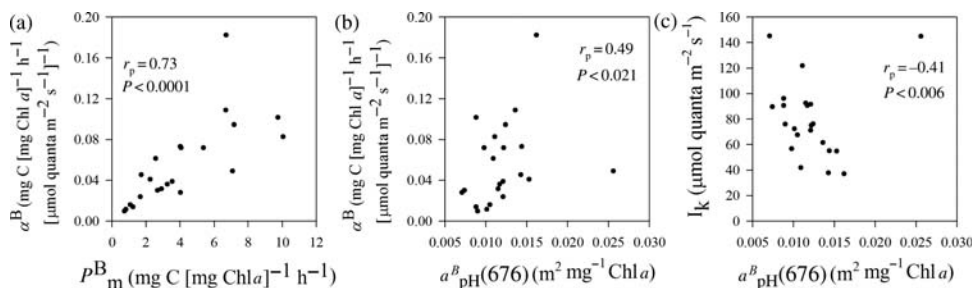 (a)
α^B (mg C [mg Chl a]^−1 h^−1
[µmol quanta m^−2 s^−1]^−1)
0.20
0.16
0.12
0.08
0.04
0.00
r_p = 0.73
P < 0.0001
0 2 4 6 8 10 12
P^B_m (mg C [mg Chl a]^−1 h^−1)
(b)
α^B (mg C [mg Chl a]^−1 h^−1
[µmol quanta m^−2 s^−1]^−1)
0.20
0.16
0.12
0.08
0.04
0.00
r_p = 0.49
P < 0.021
0.005 0.010 0.015 0.020 0.025 0.030
a^B_pH(676) (m^2 mg^−1 Chl a)
(c)
I_k (µmol quanta m^−2 s^−1)
160
140
120
100
80
60
40
20
0
r_p = −0.41
P < 0.006
0.005 0.010 0.015 0.020 0.025 0.030
a^B_pH(676) (m^2 mg^−1 Chl a)